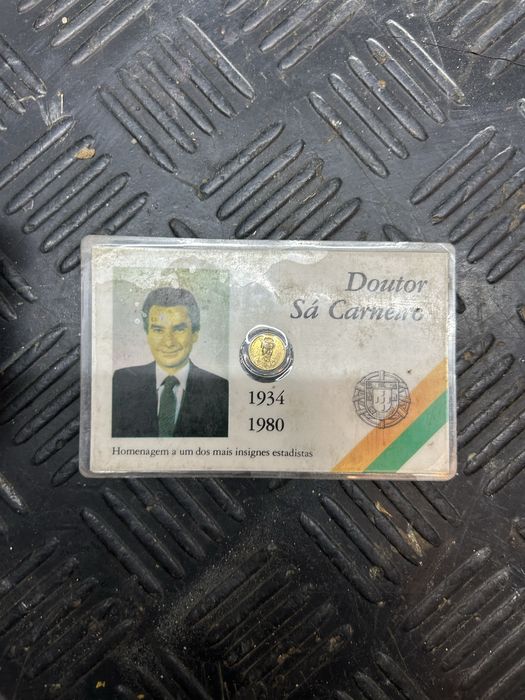 Doutor
Sá Carneiro
1934
1980
Homenagem a um dos mais insignes estadistas